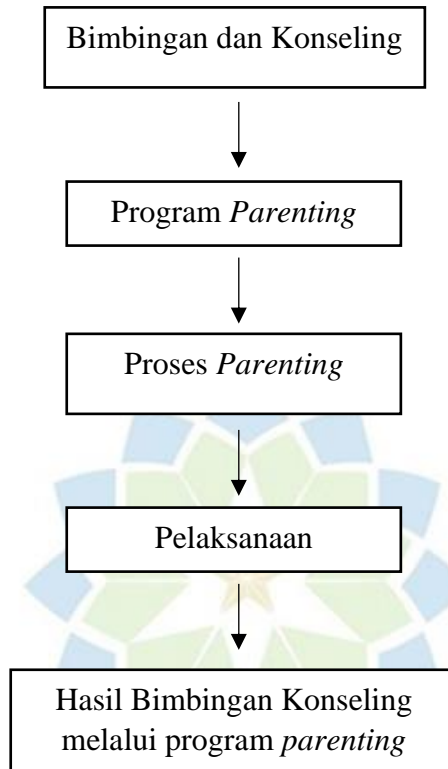 Bimbingan dan Konseling
Program Parenting
Proses Parenting
Pelaksanaan
Hasil Bimbingan Konseling
melalui program parenting